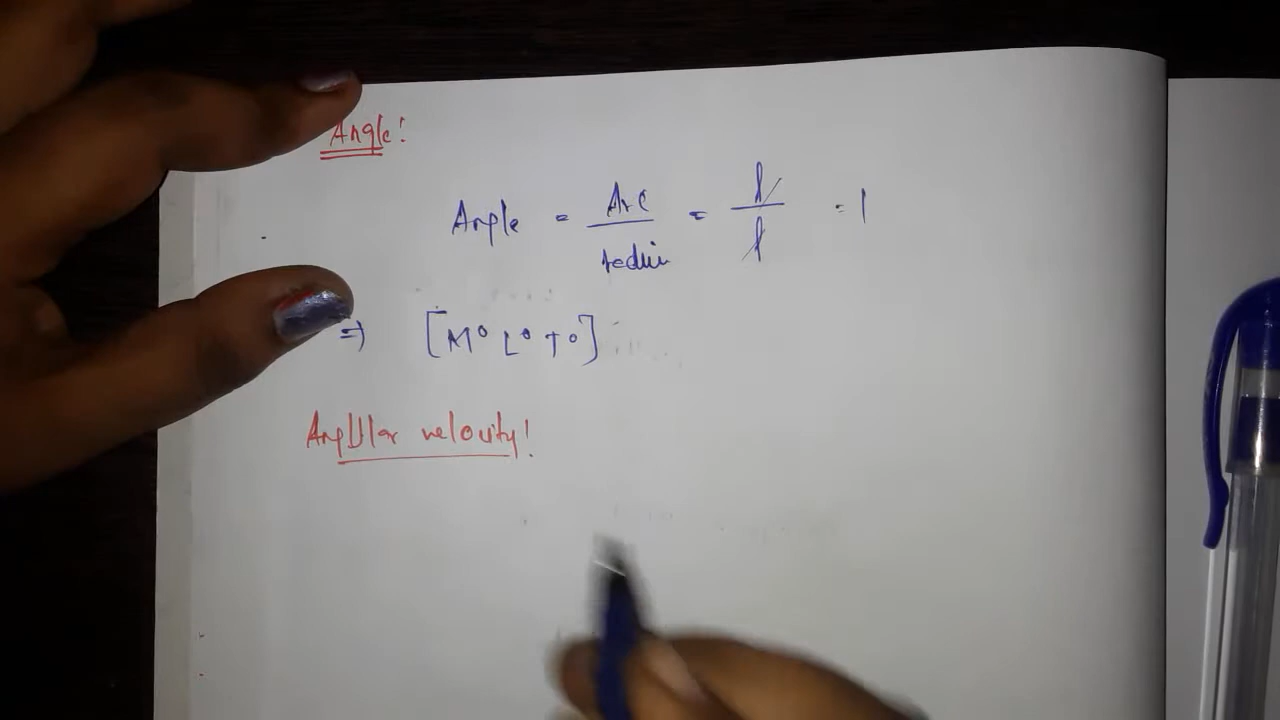 Angle!
Angle = Arc / radius = l / l = 1
⇒ [M⁰ L⁰ T⁰]
Angular velocity!